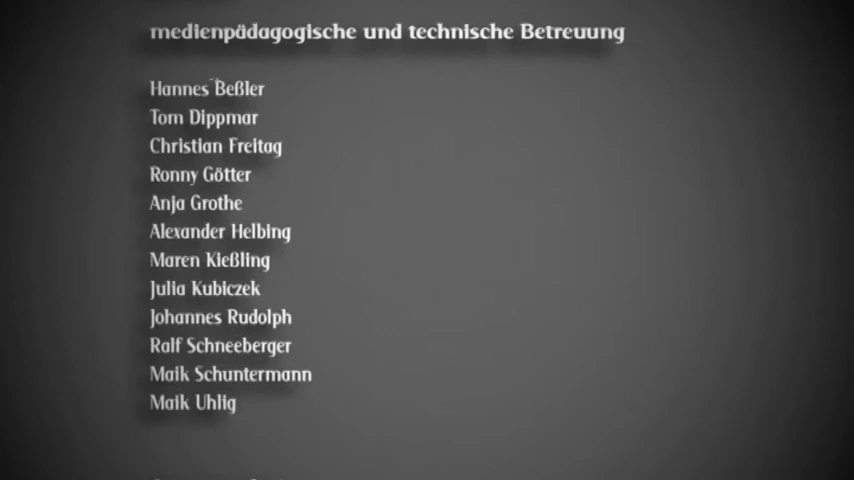 medienpädagogische und technische Betreuung
Hannes Beßler
Tom Dippmar
Christian Freitag
Ronny Götter
Anja Grothe
Alexander Helbing
Maren Kießling
Julia Kubiczek
Johannes Rudolph
Ralf Schneeberger
Maik Schuntermann
Maik Uhlig